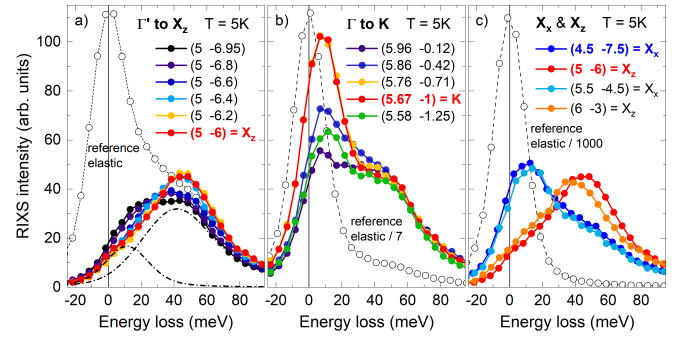 a) Γ' to Xz T = 5K
(5 -6.95)
(5 -6.8)
(5 -6.6)
(5 -6.4)
(5 -6.2)
(5 -6) = Xz
reference
elastic
b) Γ to K T = 5K
(5.96 -0.12)
(5.86 -0.42)
(5.76 -0.71)
(5.67 -1) = K
(5.58 -1.25)
reference
elastic / 7
c) Xx & Xz T = 5K
(4.5 -7.5) = Xx
(5 -6) = Xz
(5.5 -4.5) = Xx
(6 -3) = Xz
reference
elastic / 1000
RIXS intensity (arb. units)
100
80
60
40
20
0
-20 0 20 40 60 80
-20 0 20 40 60 80
-20 0 20 40 60 80
Energy loss (meV)
Energy loss (meV)
Energy loss (meV)